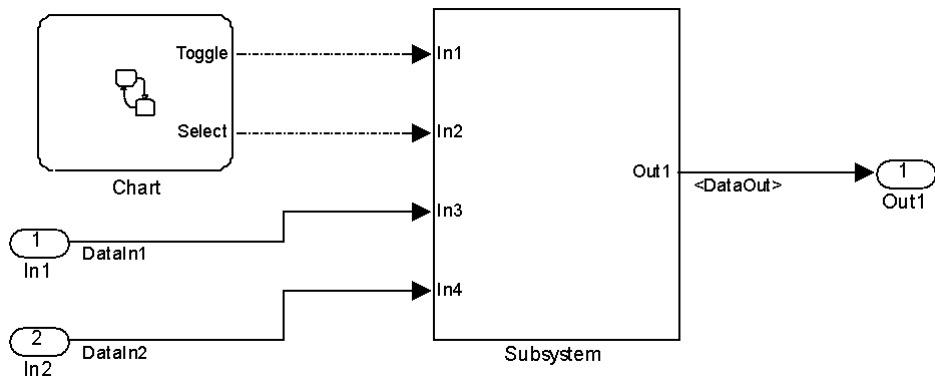 Toggle
In1
Select
In2
Chart
Out1
<DataOut>
1
Out1
In3
1
In1
DataIn1
In4
2
In2
DataIn2
Subsystem